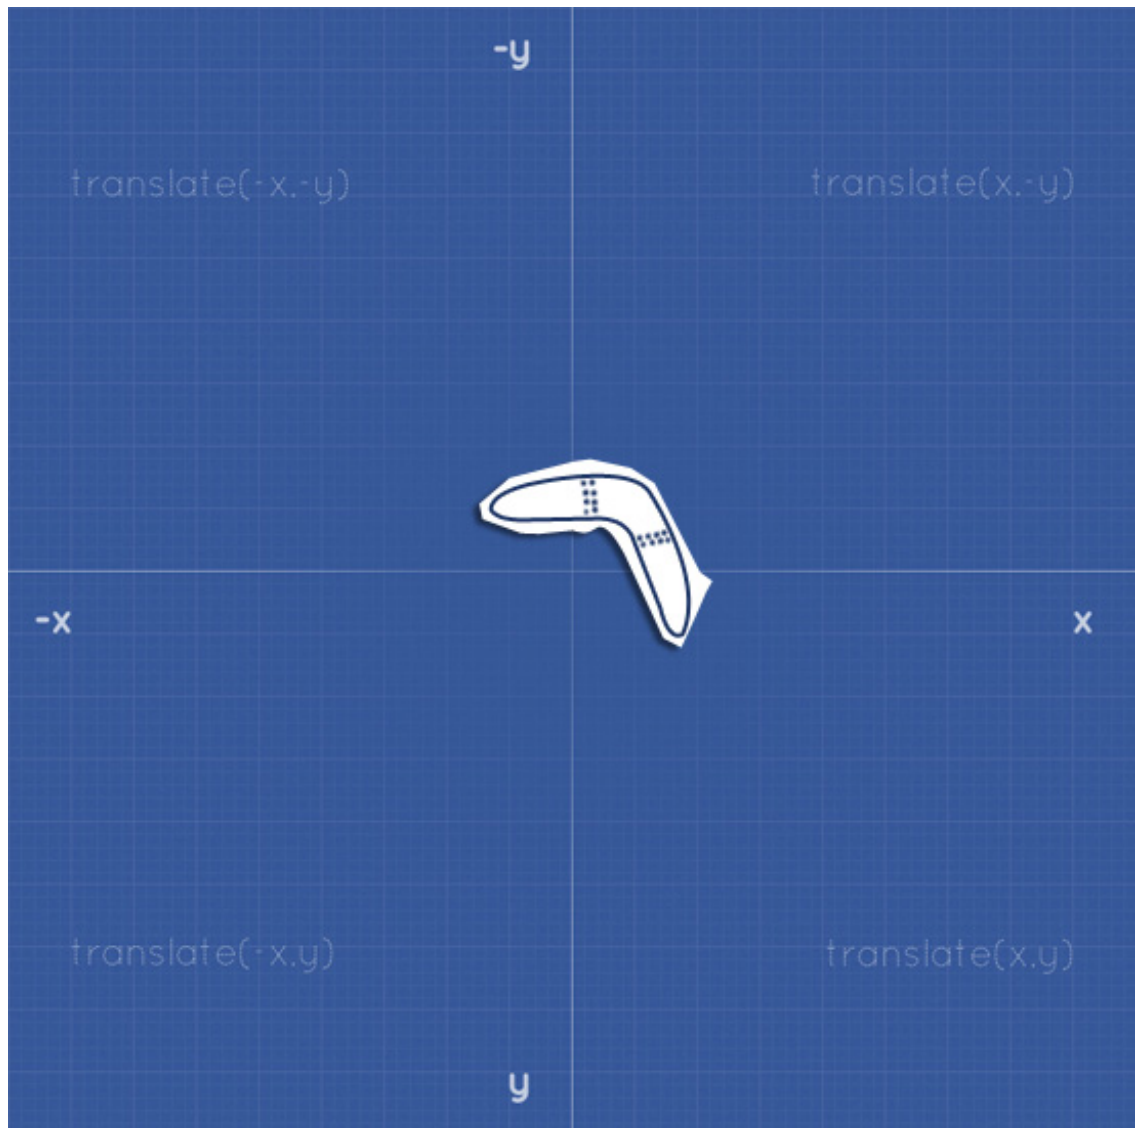 -y
translate(-x,-y)
translate(x,-y)
-x
x
translate(-x,y)
translate(x,y)
y